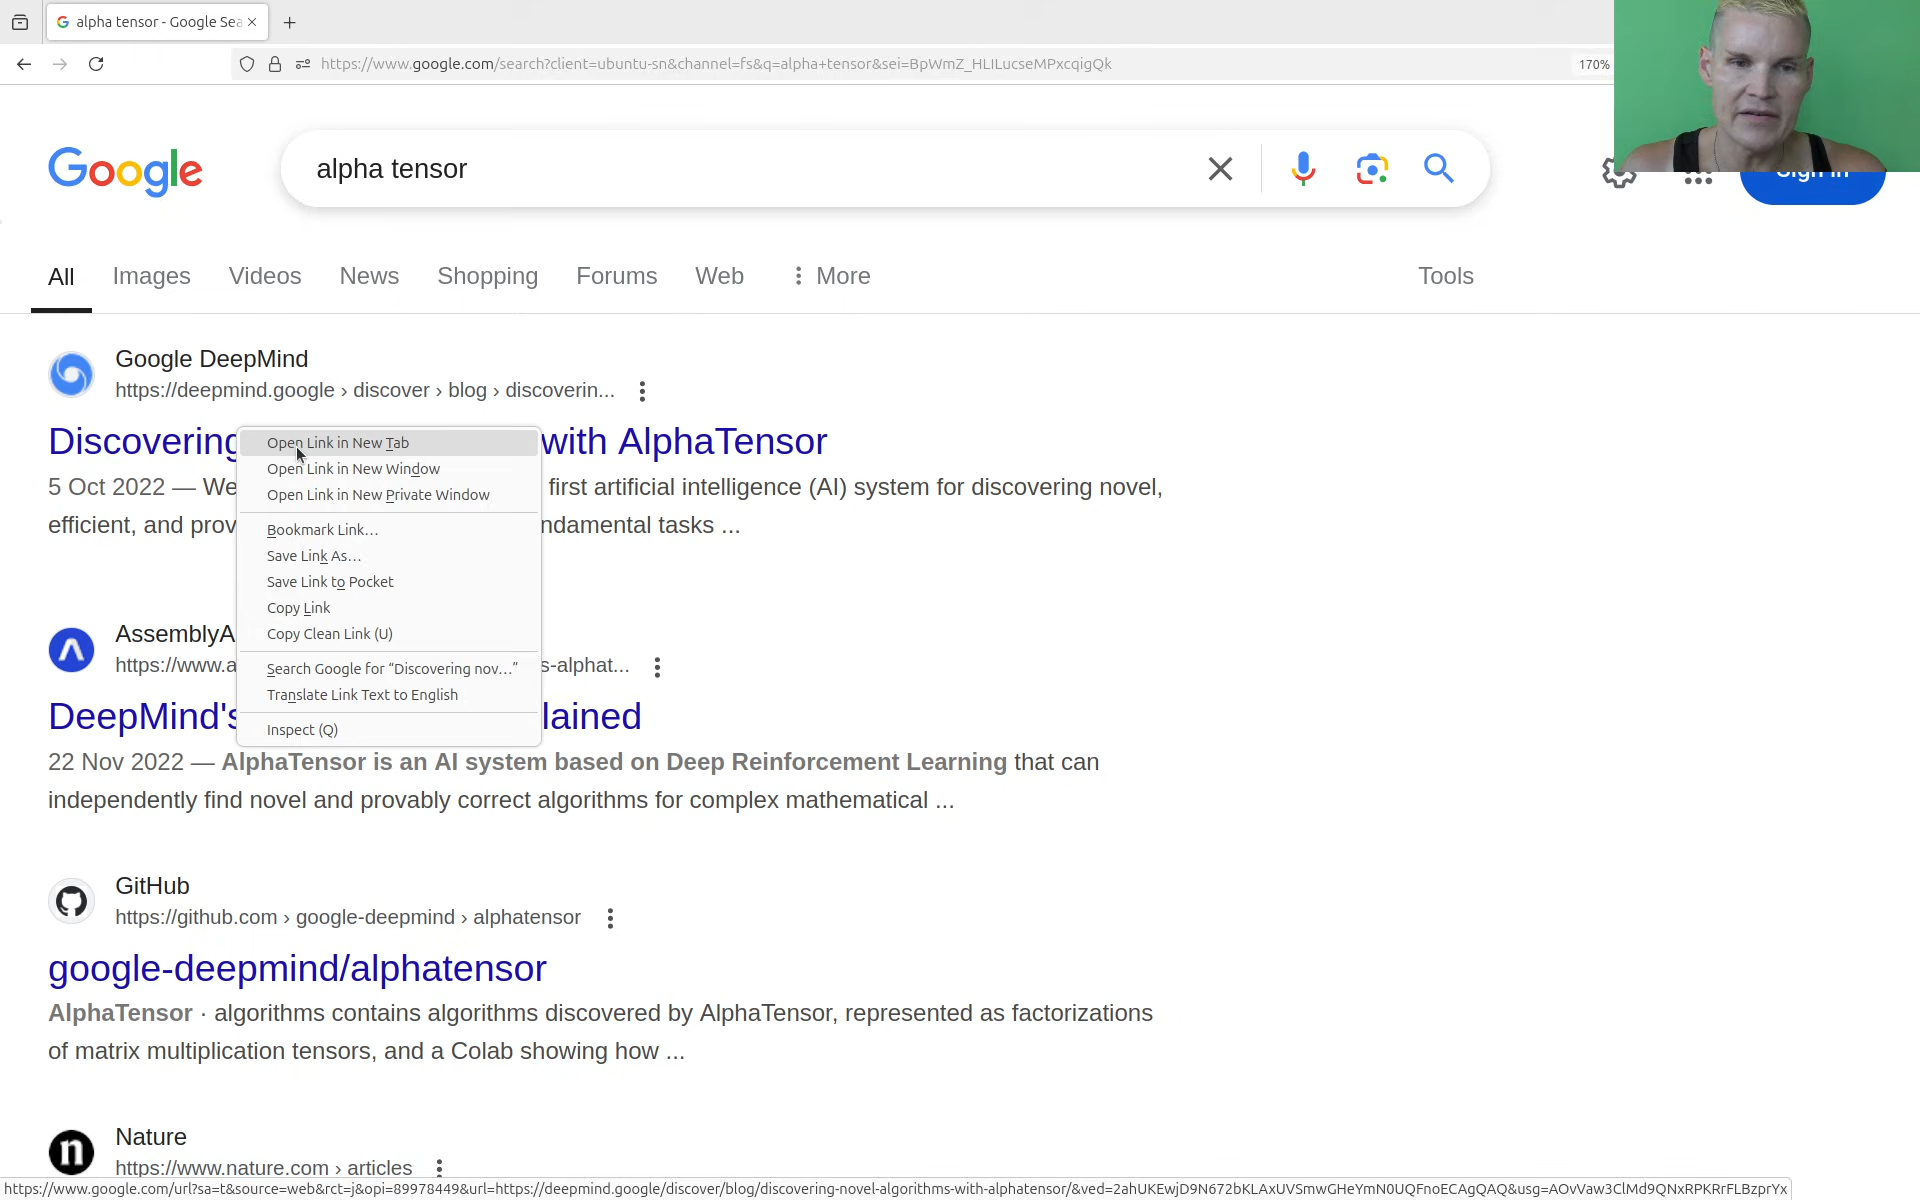 alpha tensor - Google Sea
https://www.google.com/search?client=ubuntu-sn&channel=fs&q=alpha+tensor&sei=BpWmZ_HLILucseMPxcqigQk
170%
Google
alpha tensor
All
Images
Videos
News
Shopping
Forums
Web
More
Tools
Google DeepMind
https://deepmind.google › discover › blog › discoverin...
Discovering with AlphaTensor
5 Oct 2022 — We first artificial intelligence (AI) system for discovering novel,
efficient, and prov ndamental tasks ...
Open Link in New Tab
Open Link in New Window
Open Link in New Private Window
Bookmark Link…
Save Link As…
Save Link to Pocket
Copy Link
Copy Clean Link (U)
Search Google for “Discovering nov…”
Translate Link Text to English
Inspect (Q)
AssemblyA
https://www.a s-alphat...
DeepMind's lained
22 Nov 2022 — AlphaTensor is an AI system based on Deep Reinforcement Learning that can
independently find novel and provably correct algorithms for complex mathematical ...
GitHub
https://github.com › google-deepmind › alphatensor
google-deepmind/alphatensor
AlphaTensor · algorithms contains algorithms discovered by AlphaTensor, represented as factorizations
of matrix multiplication tensors, and a Colab showing how ...
n
Nature
https://www.nature.com › articles
https://www.google.com/url?sa=t&source=web&rct=j&opi=89978449&url=https://deepmind.google/discover/blog/discovering-novel-algorithms-with-alphatensor/&ved=2ahUKEwjD9N672bKLAxUVSmwGHeYmN0UQFnoECAgQAQ&usg=AOvVaw3ClMd9QNxRPKRrFLBzprYx